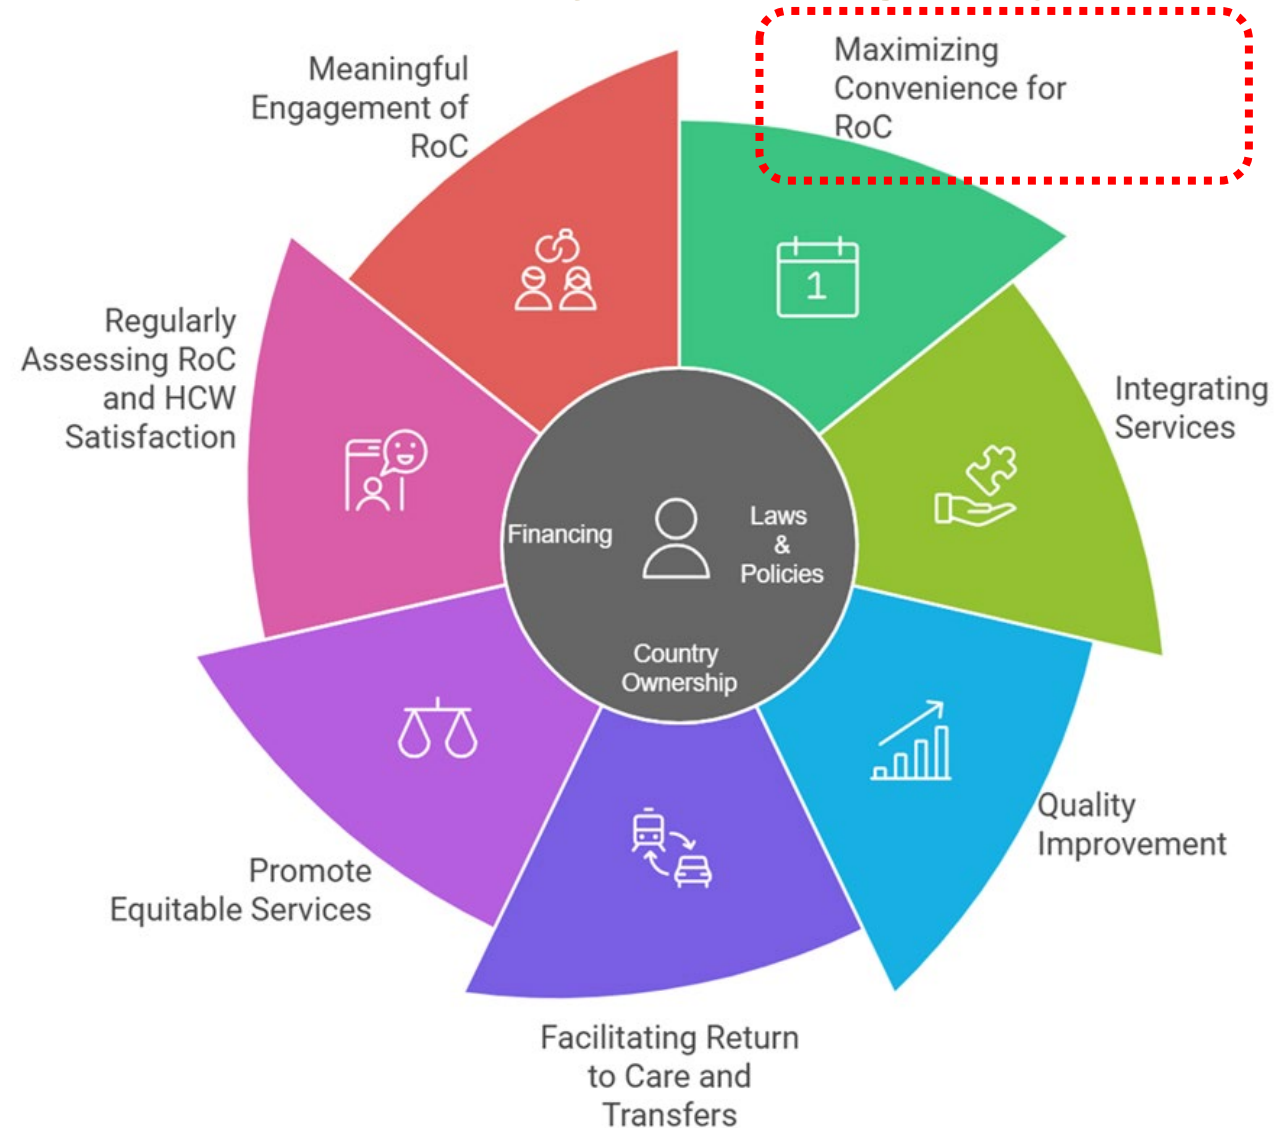 Maximizing
Convenience for
RoC
1
Integrating
Services
Quality
Improvement
Facilitating Return
to Care and
Transfers
Promote
Equitable Services
Regularly
Assessing RoC
and HCW
Satisfaction
Meaningful
Engagement of
RoC
Financing
Laws
&
Policies
Country
Ownership